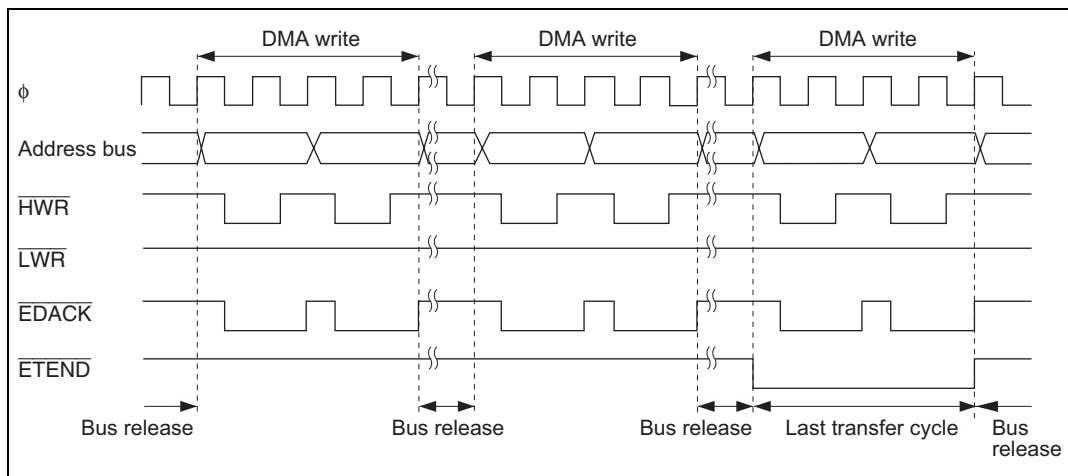 DMA write DMA write DMA write
ϕ
Address bus
HWR
LWR
EDACK
ETEND
Bus release Bus release Bus release Last transfer cycle Bus
release